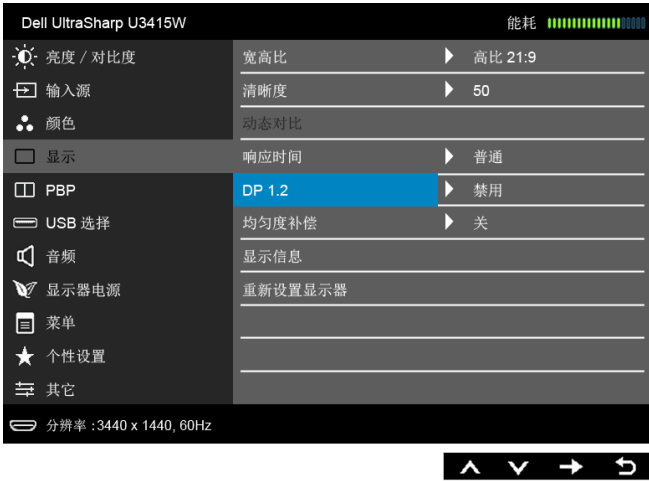 Dell UltraSharp U3415W 能耗
亮度 / 对比度 宽高比 高比 21:9
输入源 清晰度 50
颜色 动态对比
显示 响应时间 普通
PBP DP 1.2 禁用
USB 选择 均匀度补偿 关
音频 显示信息
显示器电源 重新设置显示器
菜单
个性设置
其它
分辨率 :3440 x 1440, 60Hz